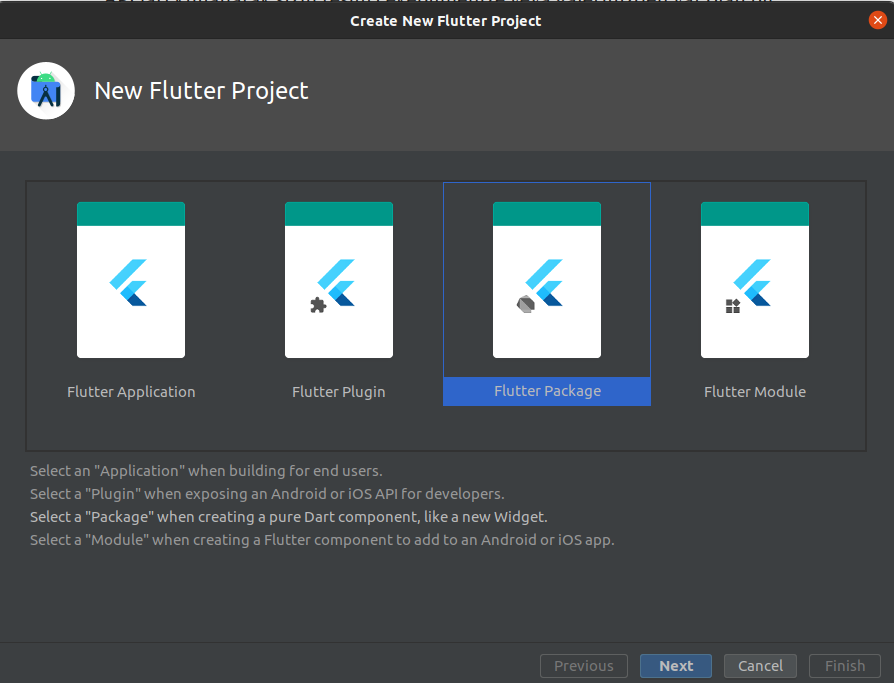 Create New Flutter Project
New Flutter Project
Flutter Application
Flutter Plugin
Flutter Package
Flutter Module
Select an "Application" when building for end users.
Select a "Plugin" when exposing an Android or iOS API for developers.
Select a "Package" when creating a pure Dart component, like a new Widget.
Select a "Module" when creating a Flutter component to add to an Android or iOS app.
Previous
Next
Cancel
Finish